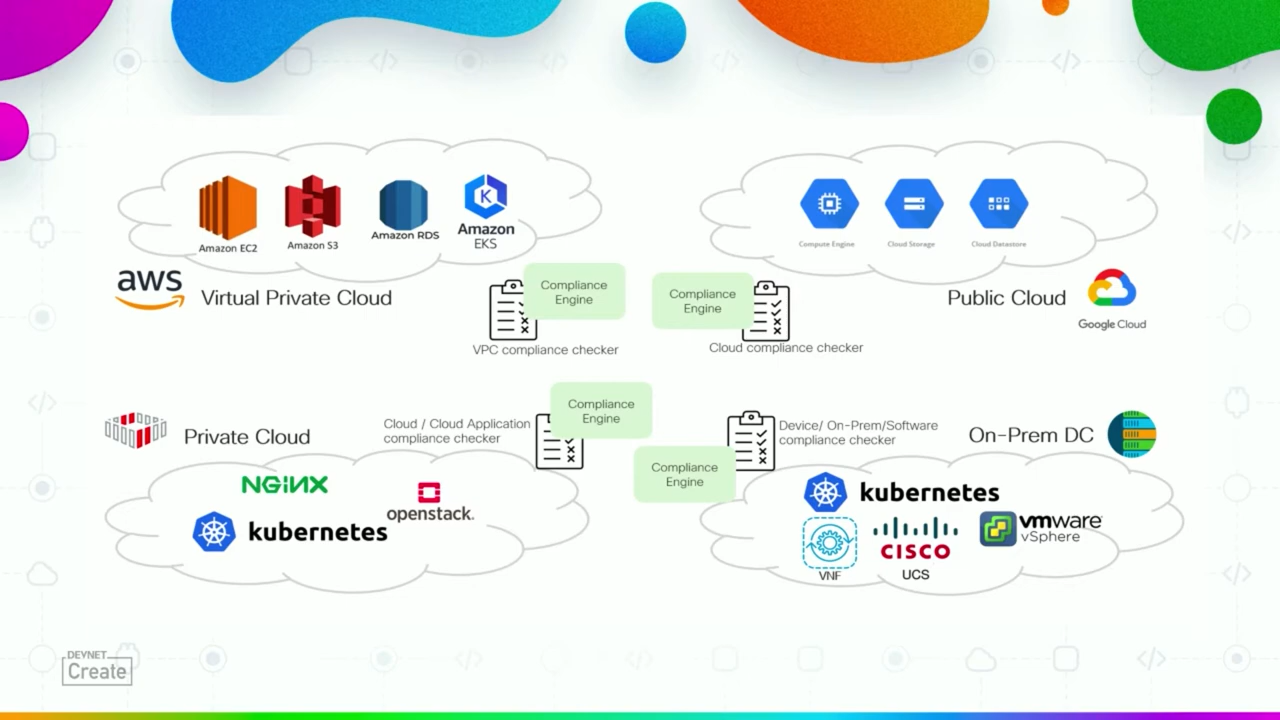 Amazon EC2
Amazon S3
Amazon RDS
K
Amazon
EKS
Compute Engine
Cloud Storage
Cloud Datastore
aws
Virtual Private Cloud
Compliance
Engine
VPC compliance checker
Compliance
Engine
Cloud compliance checker
Public Cloud
Google Cloud
Private Cloud
Cloud / Cloud Application
compliance checker
Compliance
Engine
Device/ On-Prem/Software
compliance checker
Compliance
Engine
On-Prem DC
NGiNX
openstack.
kubernetes
kubernetes
VNF
CISCO
UCS
vmware
vSphere
DEVNET
Create